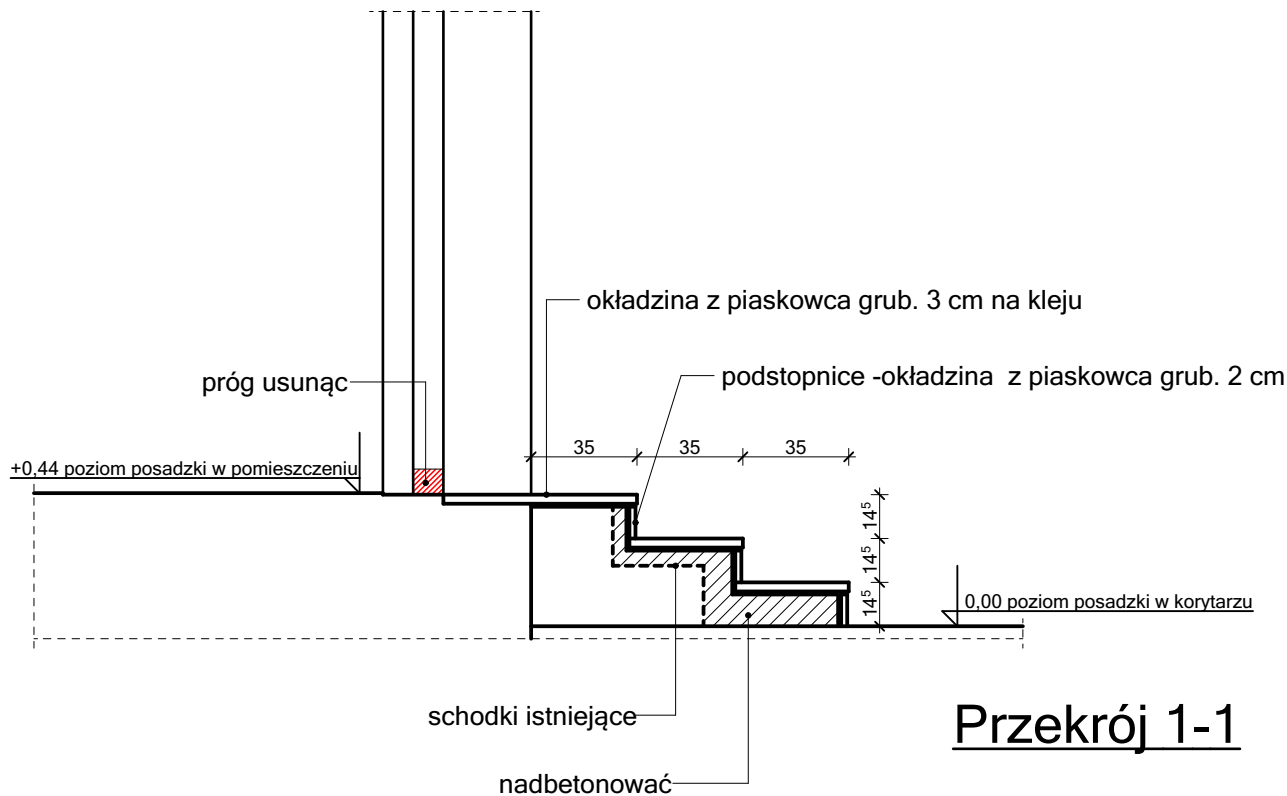 okładzina z piaskowca grub. 3 cm na kleju
próg usunąc
podstopnice -okładzina z piaskowca grub. 2 cm
35 35 35
+0,44 poziom posadzki w pomieszczeniu
14⁵
14⁵
14⁵
0,00 poziom posadzki w korytarzu
schodki istniejące
Przekrój 1-1
nadbetonować